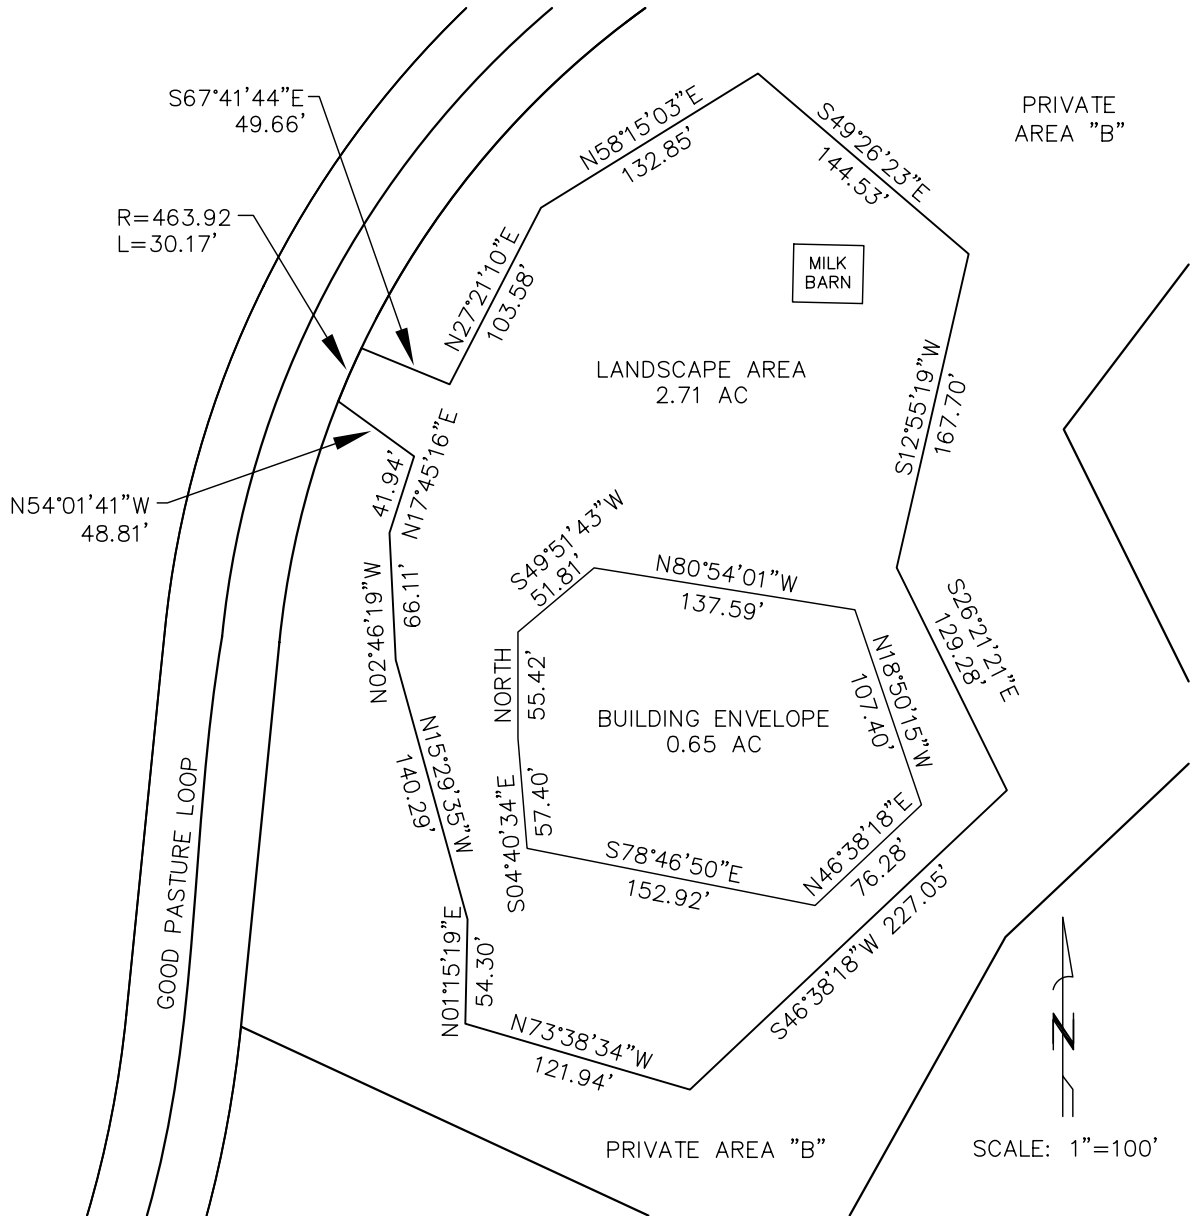 S67°41'44"E
49.66'
R=463.92
L=30.17'
N54°01'41"W
48.81'
N58°15'03"E
132.85'
S49°26'23"E
144.53'
PRIVATE
AREA "B"
N27°21'10"E
103.58'
MILK
BARN
LANDSCAPE AREA
2.71 AC
S12°55'19"W
167.70'
41.94'
N17°45'16"E
N02°46'19"W
66.11'
S49°51'43"W
51.81'
N80°54'01"W
137.59'
S26°21'21"E
129.28'
NORTH
55.42'
N18°50'15"W
107.40'
BUILDING ENVELOPE
0.65 AC
N15°29'35"W
140.29'
S04°40'34"E
57.40'
S78°46'50"E
152.92'
N46°38'18"E
76.28'
S46°38'18"W 227.05'
GOOD PASTURE LOOP
N01°15'19"E
54.30'
N73°38'34"W
121.94'
N
PRIVATE AREA "B"
SCALE: 1"=100'